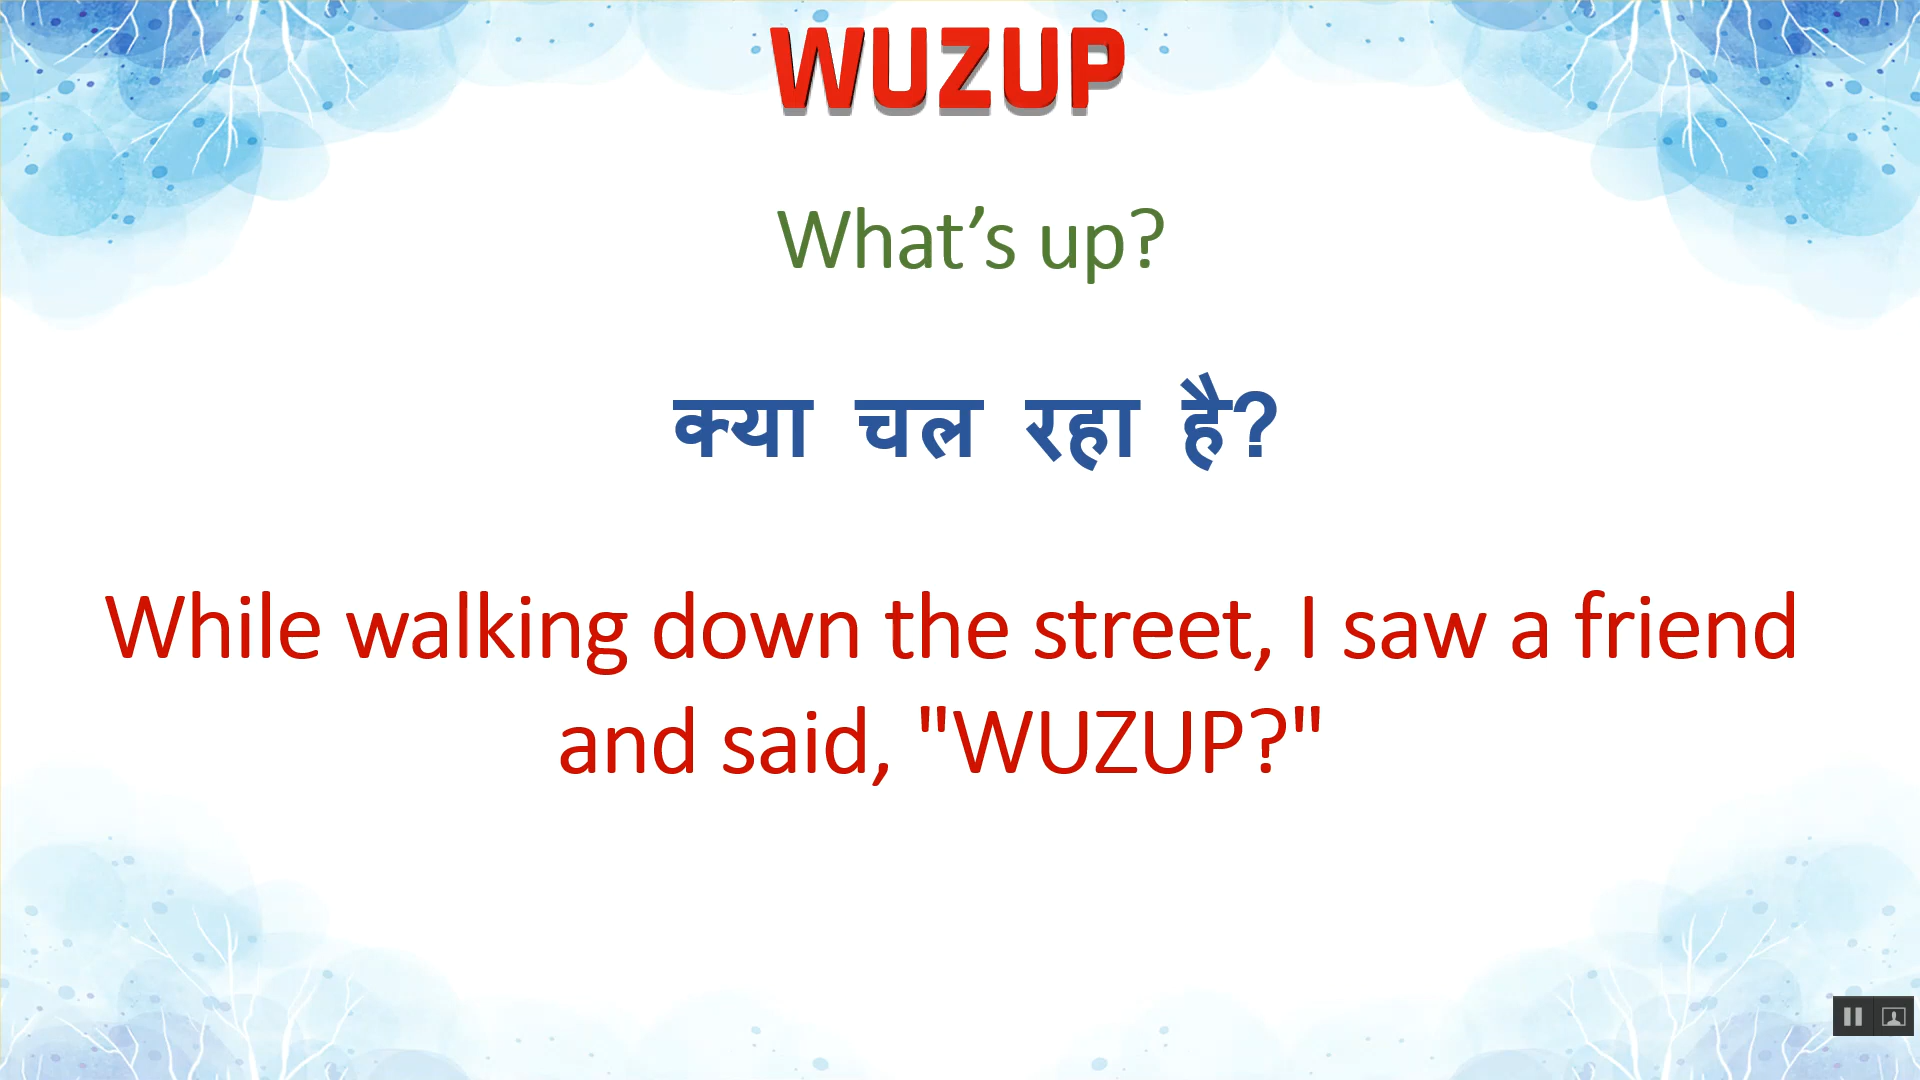 WUZUP
What’s up?
क्या चल रहा है?
While walking down the street, I saw a friend
and said, "WUZUP?"